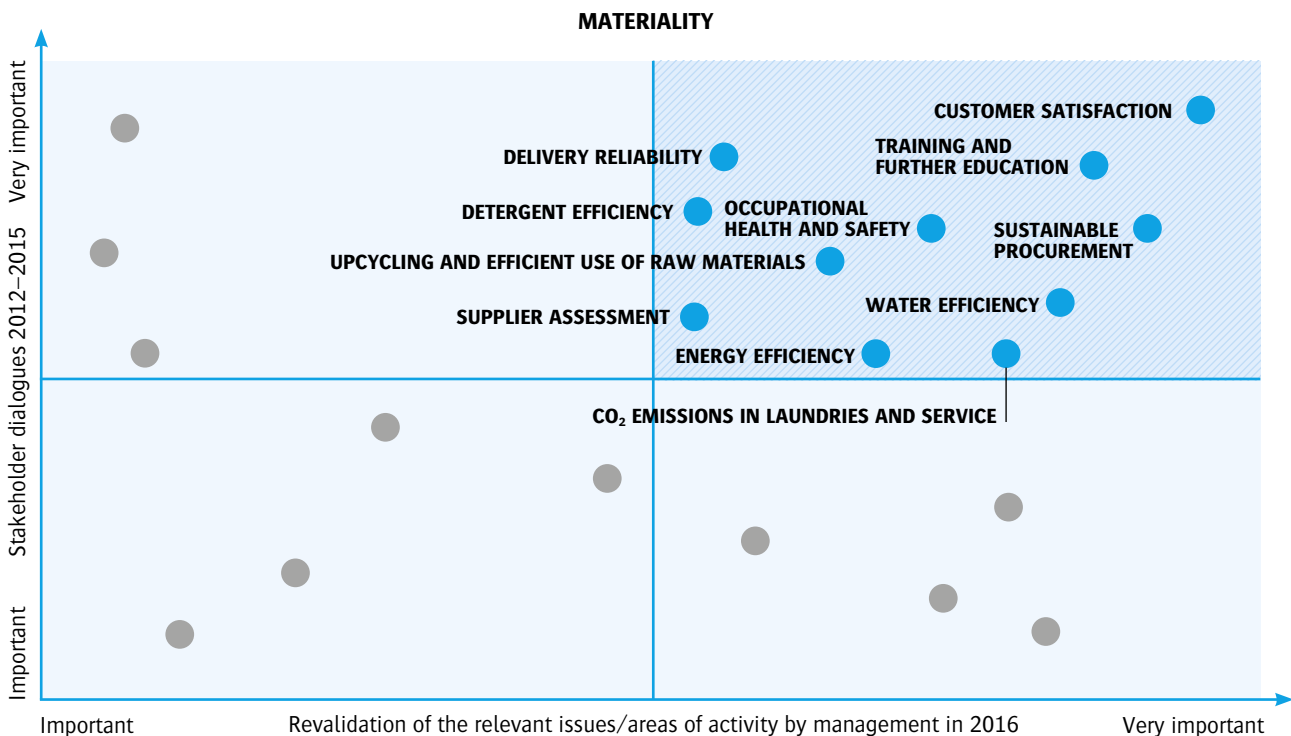 MATERIALITY
Very important
Stakeholder dialogues 2012–2015
Important
CUSTOMER SATISFACTION
DELIVERY RELIABILITY
TRAINING AND
FURTHER EDUCATION
DETERGENT EFFICIENCY
OCCUPATIONAL
HEALTH AND SAFETY
SUSTAINABLE
PROCUREMENT
UPCYCLING AND EFFICIENT USE OF RAW MATERIALS
WATER EFFICIENCY
SUPPLIER ASSESSMENT
ENERGY EFFICIENCY
CO₂ EMISSIONS IN LAUNDRIES AND SERVICE
Important
Revalidation of the relevant issues/areas of activity by management in 2016
Very important